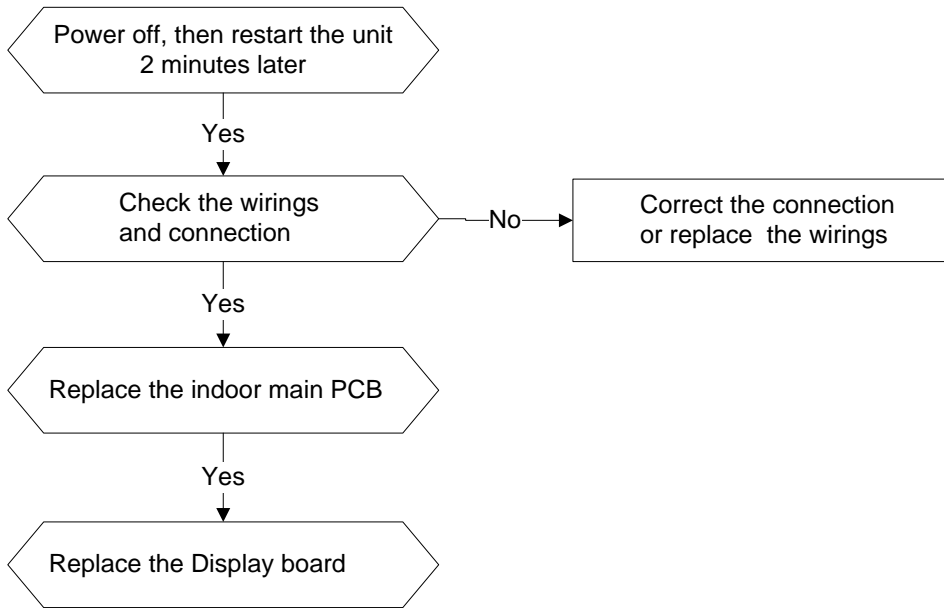 Power off, then restart the unit
2 minutes later
Yes
Check the wirings
and connection
No
Correct the connection
or replace  the wirings
Yes
Replace the indoor main PCB
Yes
Replace the Display board